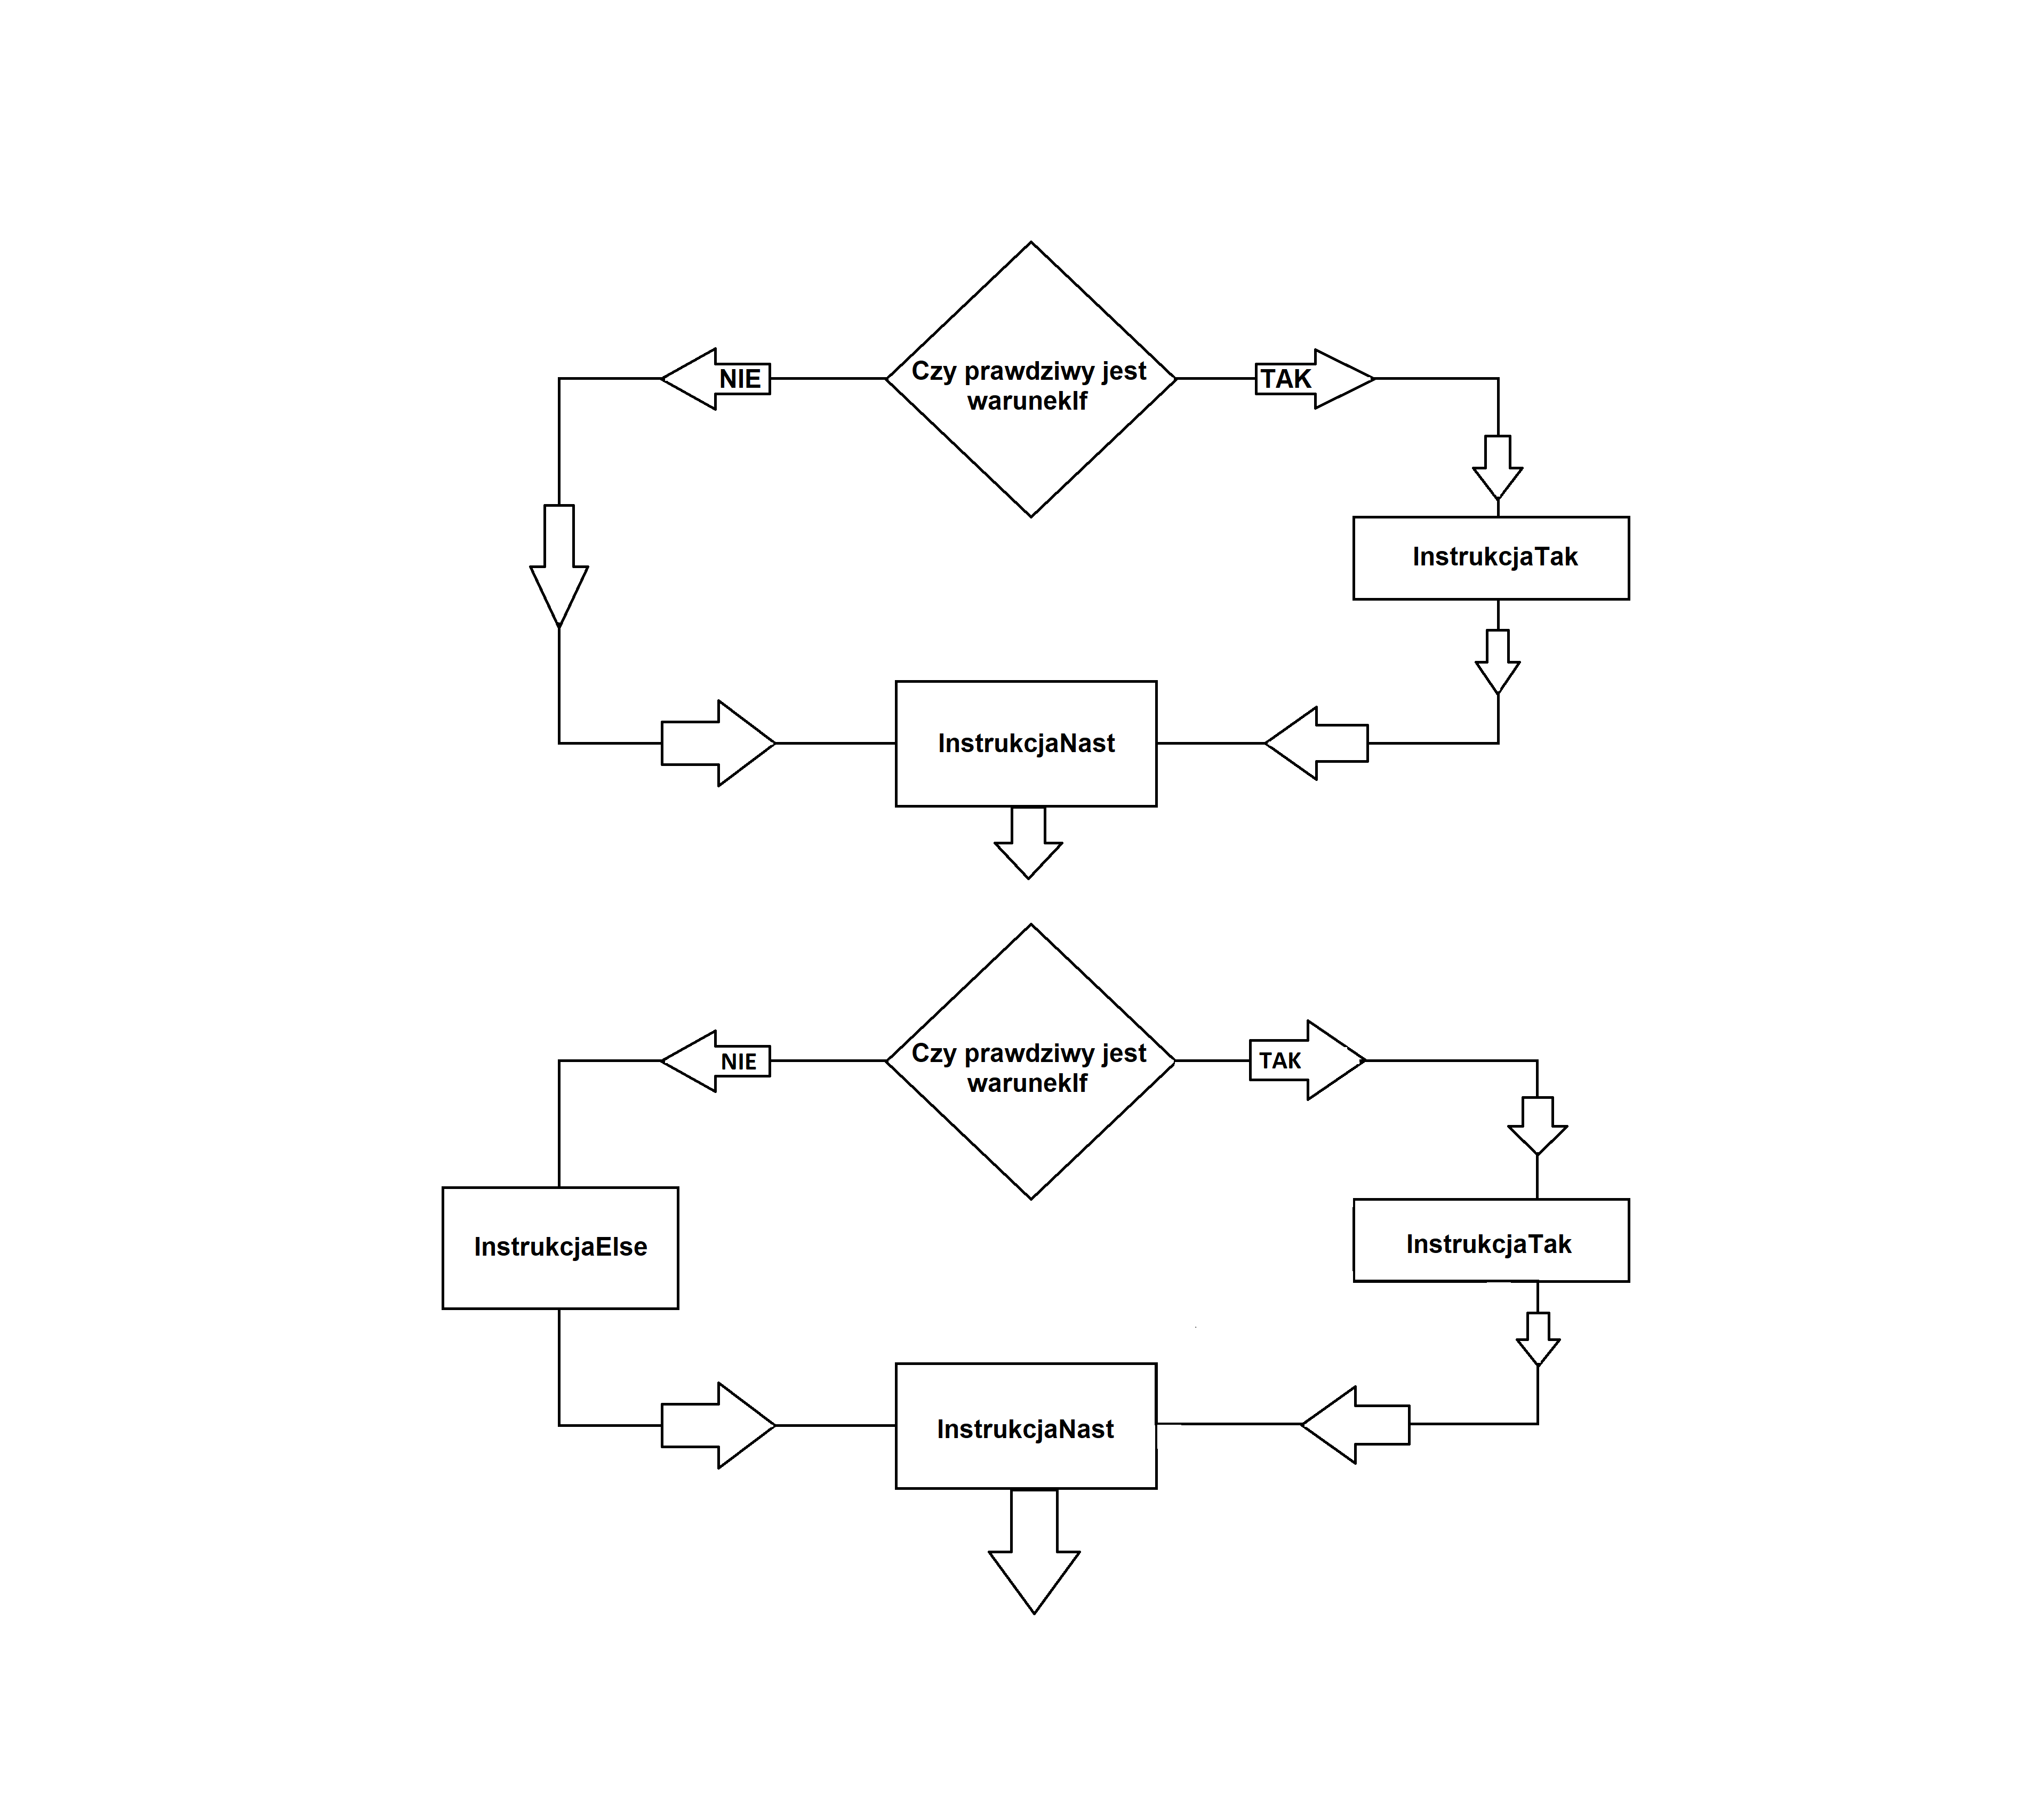 NIE
Czy prawdziwy jest
warunekIf
TAK
InstrukcjaTak
InstrukcjaNast
NIE
Czy prawdziwy jest
warunekIf
TAK
InstrukcjaElse
InstrukcjaTak
InstrukcjaNast